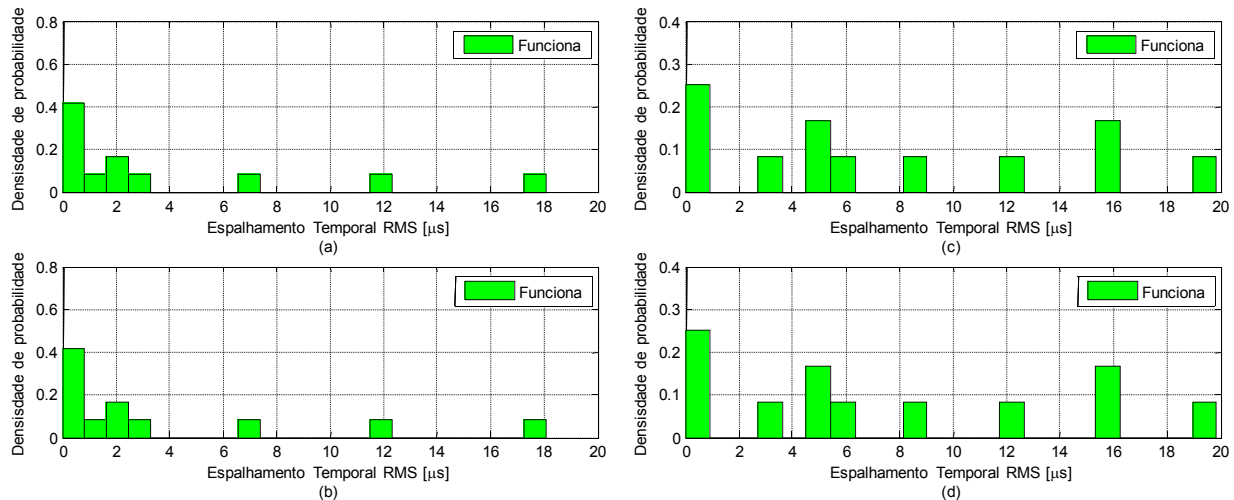 Densisdade de probabilidade
0.8
0.6
0.4
0.2
0
Funciona
0 2 4 6 8 10 12 14 16 18 20
Espalhamento Temporal RMS [μs]
(a)
Densisdade de probabilidade
0.8
0.6
0.4
0.2
0
Funciona
0 2 4 6 8 10 12 14 16 18 20
Espalhamento Temporal RMS [μs]
(b)
Densisdade de probabilidade
0.4
0.3
0.2
0.1
0
Funciona
0 2 4 6 8 10 12 14 16 18 20
Espalhamento Temporal RMS [μs]
(c)
Densisdade de probabilidade
0.4
0.3
0.2
0.1
0
Funciona
0 2 4 6 8 10 12 14 16 18 20
Espalhamento Temporal RMS [μs]
(d)